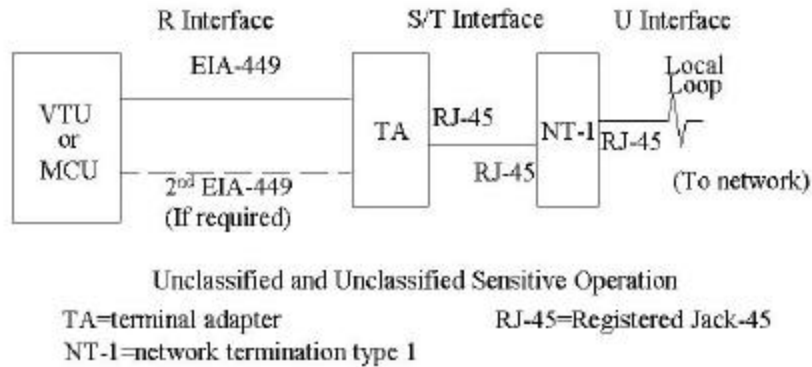 R Interface
S/T Interface
U Interface
EIA-449
Local
Loop
VTU
or
MCU
TA
RJ-45
NT-1
RJ-45
RJ-45
2nd EIA-449
(If required)
(To network)
Unclassified and Unclassified Sensitive Operation
TA=terminal adapter
RJ-45=Registered Jack-45
NT-1=network termination type 1